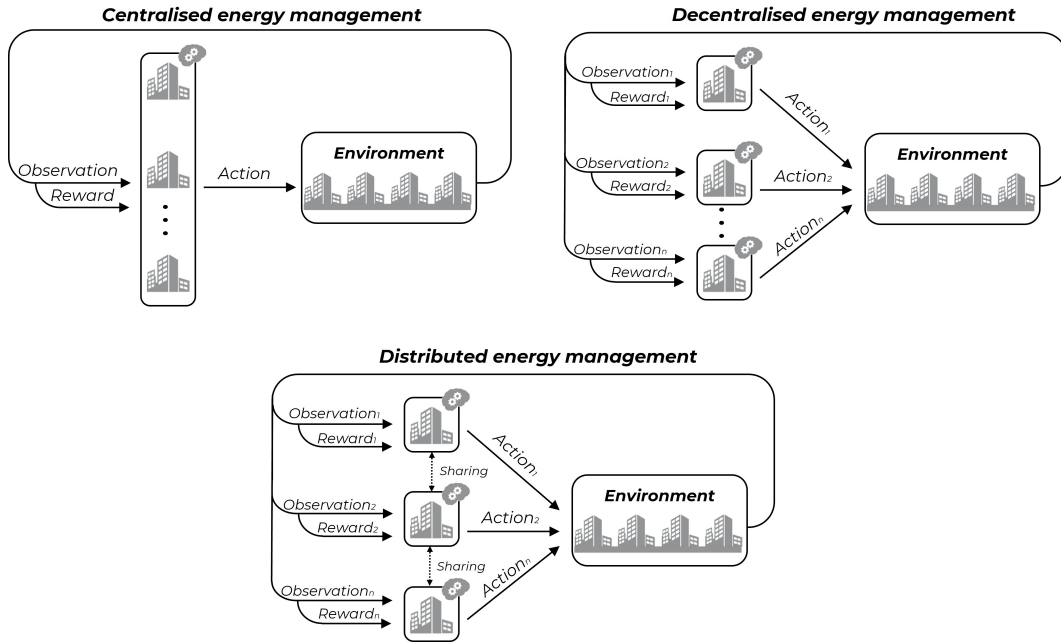 Centralised energy management
Observation
Reward
Action
Environment
Decentralised energy management
Observation₁
Reward₁
Action₁
Observation₂
Reward₂
Action₂
Environment
Observationₙ
Rewardₙ
Actionₙ
Distributed energy management
Observation₁
Reward₁
Action₁
Sharing
Observation₂
Reward₂
Action₂
Environment
Sharing
Observationₙ
Rewardₙ
Actionₙ